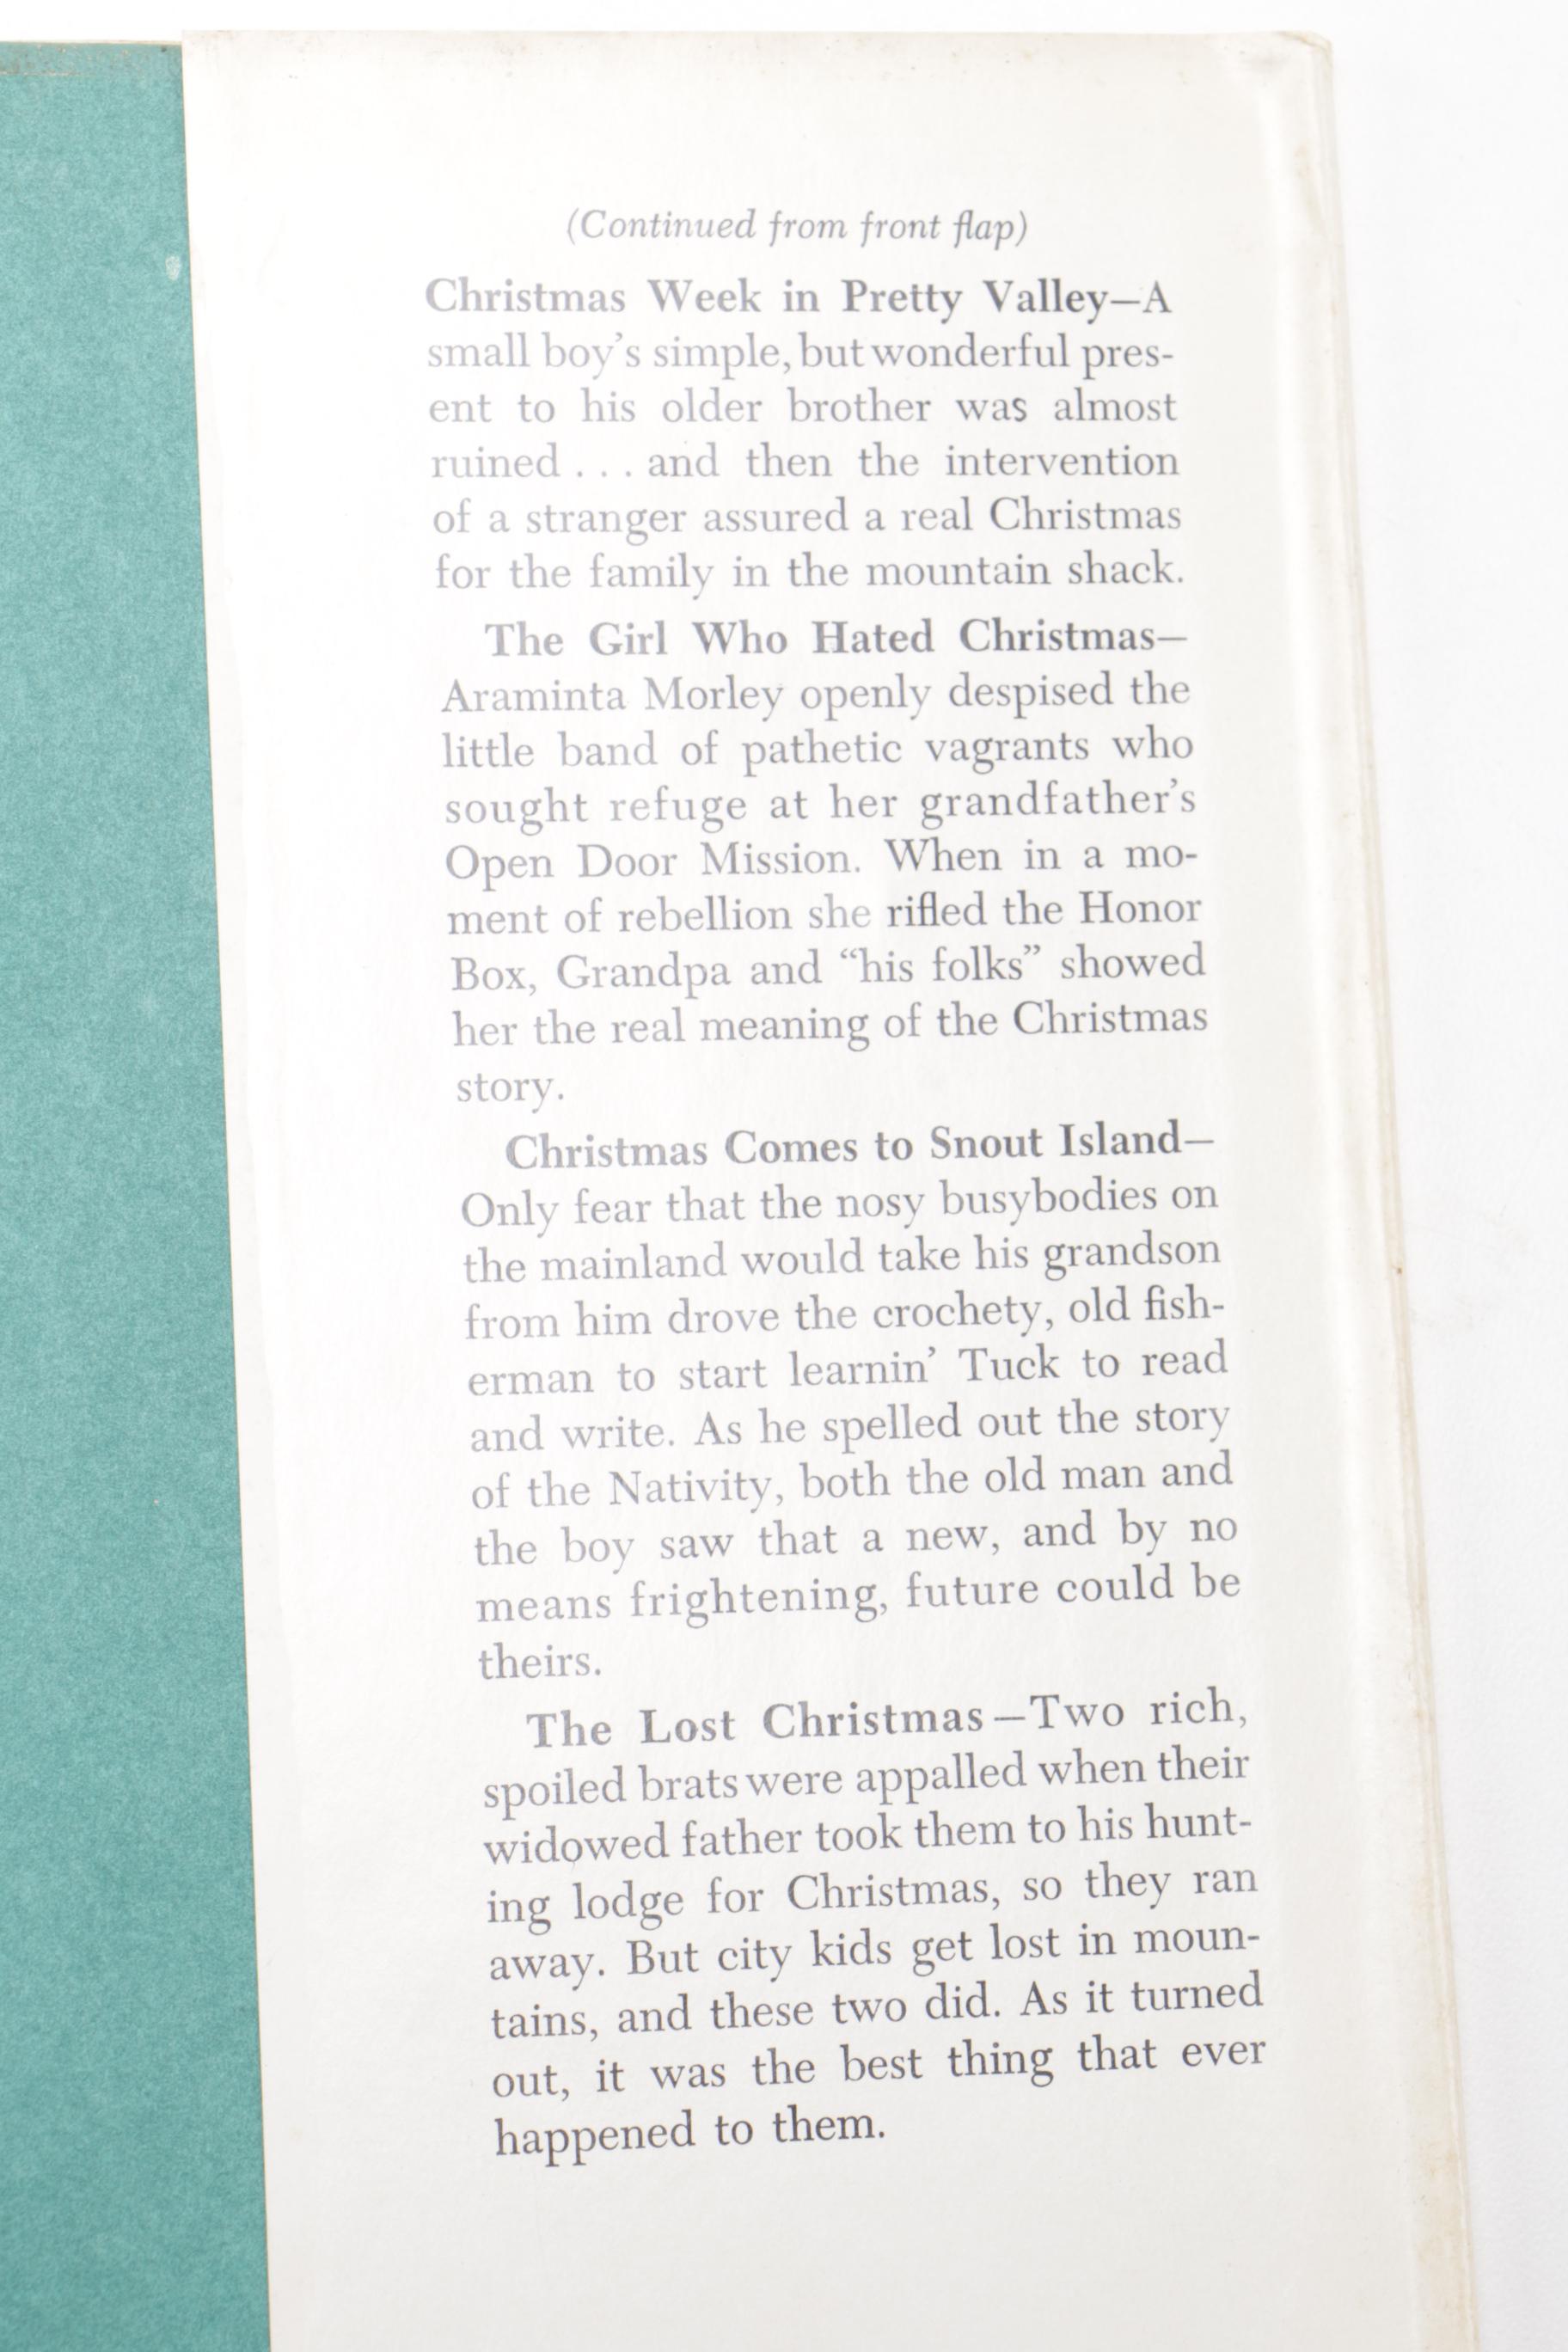 (Continued from front flap)
Christmas Week in Pretty Valley—A
small boy's simple, but wonderful pres-
ent to his older brother was almost
ruined . . . and then the intervention
of a stranger assured a real Christmas
for the family in the mountain shack.
The Girl Who Hated Christmas—
Araminta Morley openly despised the
little band of pathetic vagrants who
sought refuge at her grandfather's
Open Door Mission. When in a mo-
ment of rebellion she rifled the Honor
Box, Grandpa and “his folks” showed
her the real meaning of the Christmas
story.
Christmas Comes to Snout Island—
Only fear that the nosy busybodies on
the mainland would take his grandson
from him drove the crochety, old fish-
erman to start learnin' Tuck to read
and write. As he spelled out the story
of the Nativity, both the old man and
the boy saw that a new, and by no
means frightening, future could be
theirs.
The Lost Christmas—Two rich,
spoiled brats were appalled when their
widowed father took them to his hunt-
ing lodge for Christmas, so they ran
away. But city kids get lost in moun-
tains, and these two did. As it turned
out, it was the best thing that ever
happened to them.